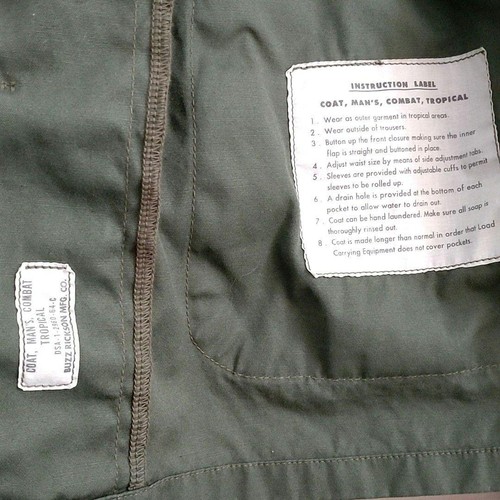 INSTRUCTION LABEL
COAT, MAN'S, COMBAT, TROPICAL
1. Wear as outer garment in tropical areas.
2. Wear outside of trousers.
3. Button up the front closure making sure the inner
flap is straight and buttoned in place.
4. Adjust waist size by means of side adjustment tabs.
5. Sleeves are provided with adjustable cuffs to permit
sleeves to be rolled up.
6. A drain hole is provided at the bottom of each
pocket to allow water to drain out.
7. Coat can be hand laundered. Make sure all soap is
thoroughly rinsed out.
8. Coat is made longer than normal in order that Load
Carrying Equipment does not cover pockets.
COAT, MAN'S, COMBAT
TROPICAL
BUZZ RICKSON MFG. CO.